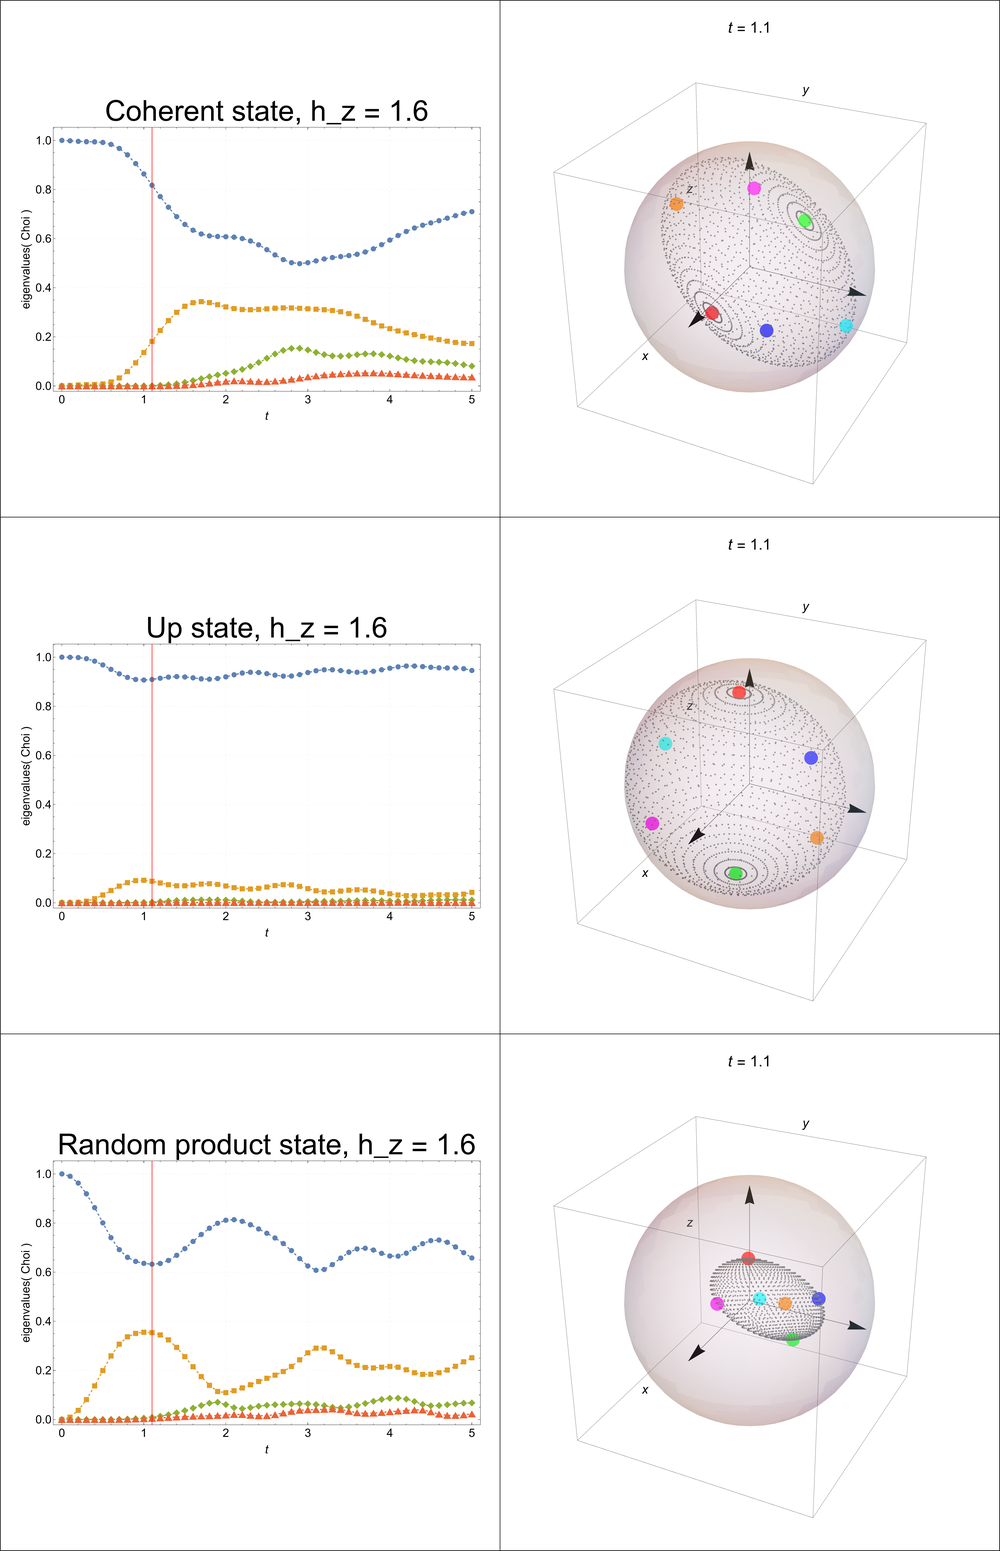 t = 1.1
y
Coherent state, h_z = 1.6
1.0
0.8
0.6
0.4
0.2
0.0
eigenvalues( Choi )
0 1 2 3 4 5
t
z
x
t = 1.1
y
Up state, h_z = 1.6
1.0
0.8
0.6
0.4
0.2
0.0
eigenvalues( Choi )
0 1 2 3 4 5
t
z
x
t = 1.1
y
Random product state, h_z = 1.6
1.0
0.8
0.6
0.4
0.2
0.0
eigenvalues( Choi )
0 1 2 3 4 5
t
z
x